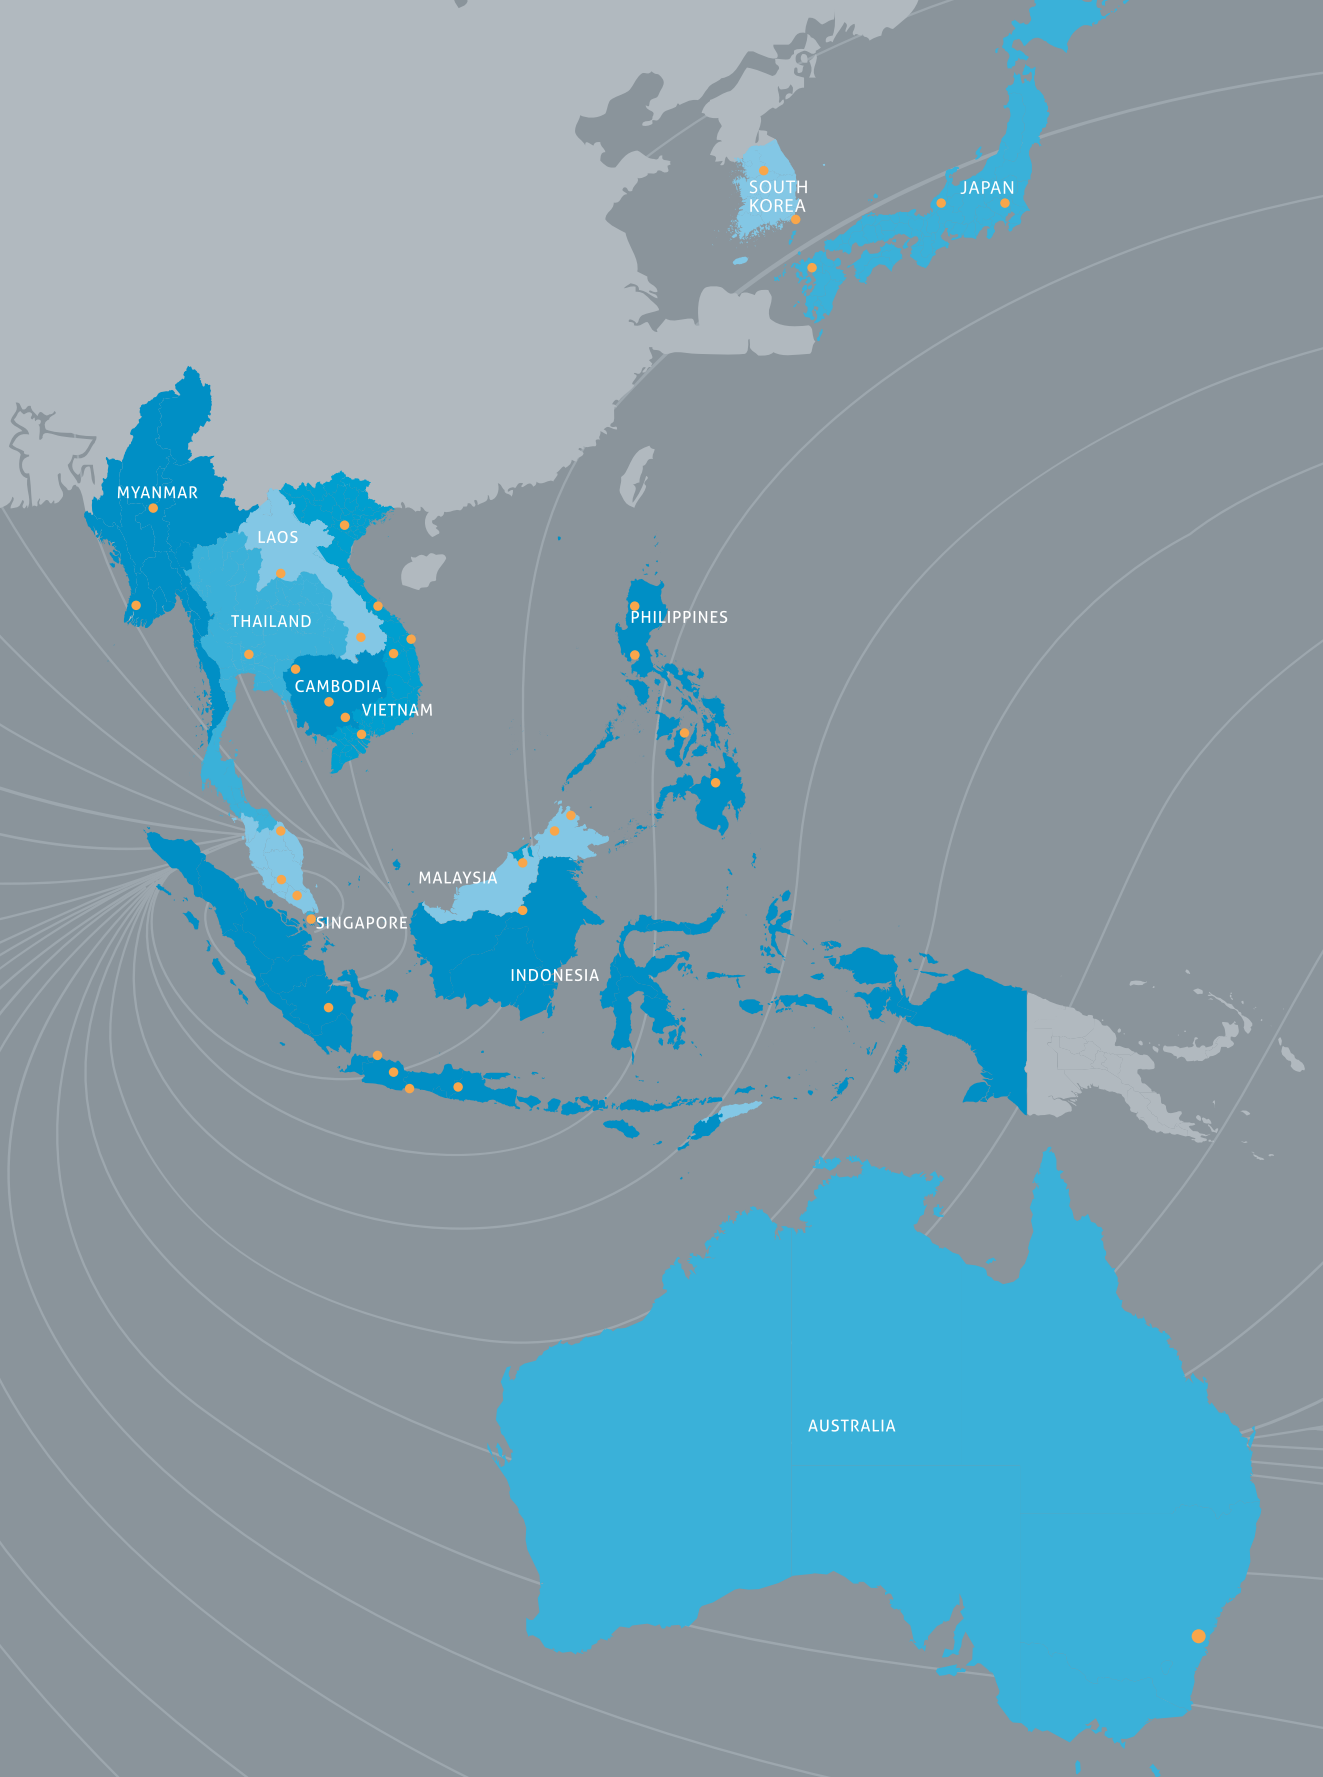 SOUTH
KOREA
JAPAN
MYANMAR
LAOS
THAILAND
PHILIPPINES
CAMBODIA
VIETNAM
MALAYSIA
SINGAPORE
INDONESIA
AUSTRALIA